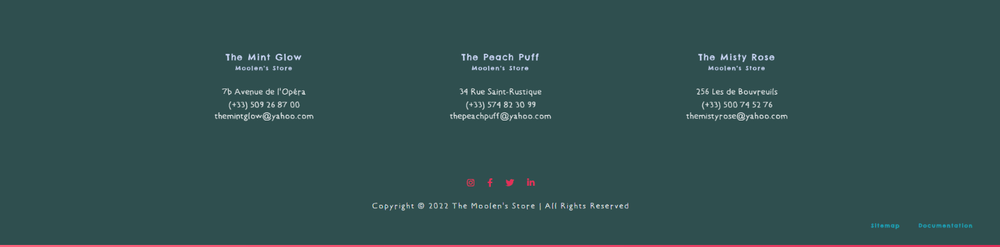 The Mint Glow
Moolen's Store
7b Avenue de l'Opéra
(+33) 509 26 87 00
themintglow@yahoo.com
The Peach Puff
Moolen's Store
34 Rue Saint-Rustique
(+33) 574 82 30 99
thepeachpuff@yahoo.com
The Misty Rose
Moolen's Store
256 Les de Bouvreuils
(+33) 500 74 52 76
themistyrose@yahoo.com
Copyright © 2022 The Moolen's Store | All Rights Reserved
Sitemap
Documentation